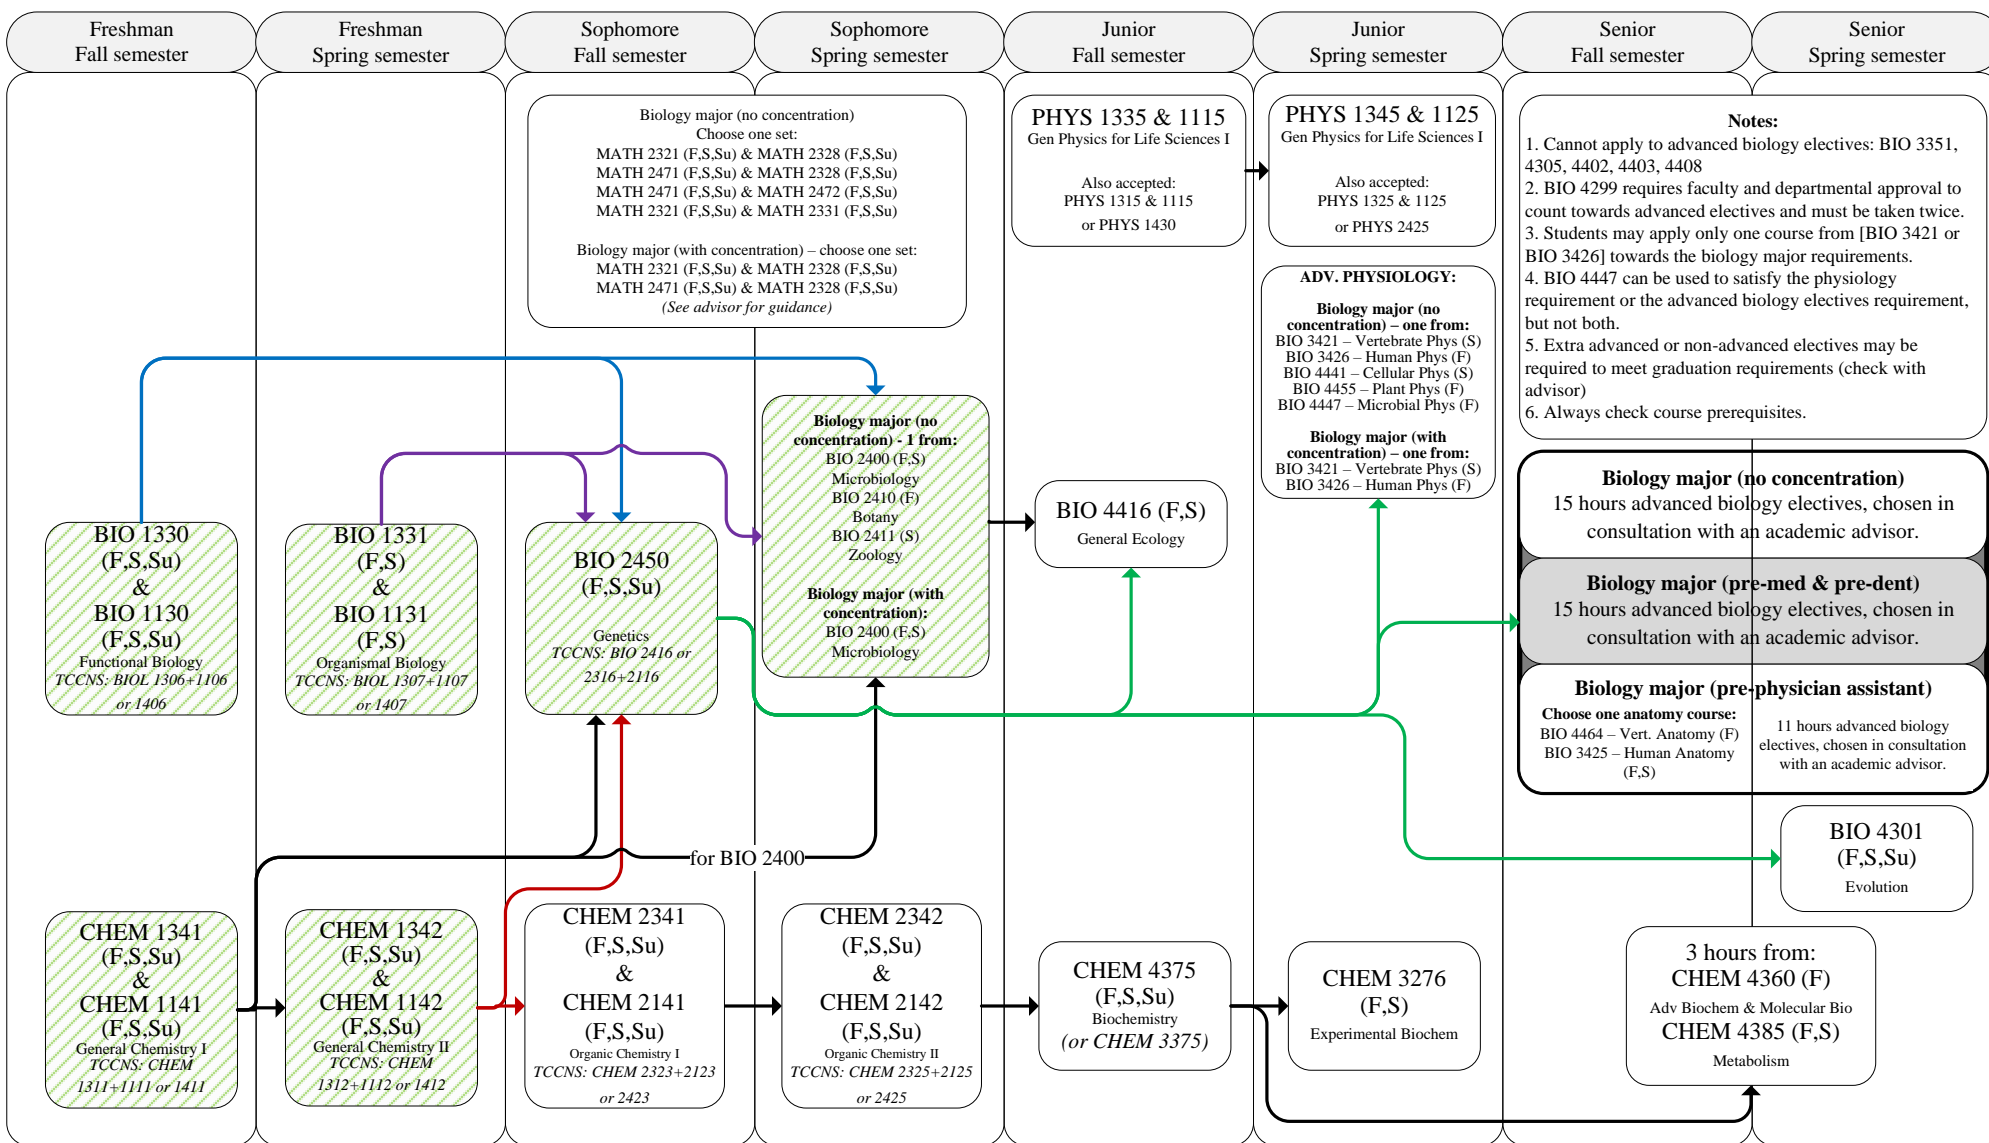 Freshman
Fall semester
Freshman
Spring semester
Sophomore
Fall semester
Sophomore
Spring semester
Junior
Fall semester
Junior
Spring semester
Senior
Fall semester
Senior
Spring semester
Biology major (no concentration)
Choose one set:
MATH 2321 (F,S,Su) & MATH 2328 (F,S,Su)
MATH 2471 (F,S,Su) & MATH 2328 (F,S,Su)
MATH 2471 (F,S,Su) & MATH 2472 (F,S,Su)
MATH 2321 (F,S,Su) & MATH 2331 (F,S,Su)
Biology major (with concentration) – choose one set:
MATH 2321 (F,S,Su) & MATH 2328 (F,S,Su)
MATH 2471 (F,S,Su) & MATH 2328 (F,S,Su)
(See advisor for guidance)
PHYS 1335 & 1115
Gen Physics for Life Sciences I
Also accepted:
PHYS 1315 & 1115
or PHYS 1430
PHYS 1345 & 1125
Gen Physics for Life Sciences I
Also accepted:
PHYS 1325 & 1125
or PHYS 2425
Notes:
1. Cannot apply to advanced biology electives: BIO 3351,
4305, 4402, 4403, 4408
2. BIO 4299 requires faculty and departmental approval to
count towards advanced electives and must be taken twice.
3. Students may apply only one course from [BIO 3421 or
BIO 3426] towards the biology major requirements.
4. BIO 4447 can be used to satisfy the physiology
requirement or the advanced biology electives requirement,
but not both.
5. Extra advanced or non-advanced electives may be
required to meet graduation requirements (check with
advisor)
6. Always check course prerequisites.
ADV. PHYSIOLOGY:
Biology major (no
concentration) – one from:
BIO 3421 – Vertebrate Phys (S)
BIO 3426 – Human Phys (F)
BIO 4441 – Cellular Phys (S)
BIO 4455 – Plant Phys (F)
BIO 4447 – Microbial Phys (F)
Biology major (with
concentration) – one from:
BIO 3421 – Vertebrate Phys (S)
BIO 3426 – Human Phys (F)
BIO 1330
(F,S,Su)
&
BIO 1130
(F,S,Su)
Functional Biology
TCCNS: BIOL 1306+1106
or 1406
BIO 1331
(F,S)
&
BIO 1131
(F,S)
Organismal Biology
TCCNS: BIOL 1307+1107
or 1407
BIO 2450
(F,S,Su)
Genetics
TCCNS: BIO 2416 or
2316+2116
Biology major (no
concentration) - 1 from:
BIO 2400 (F,S)
Microbiology
BIO 2410 (F)
Botany
BIO 2411 (S)
Zoology
Biology major (with
concentration):
BIO 2400 (F,S)
Microbiology
BIO 4416 (F,S)
General Ecology
Biology major (no concentration)
15 hours advanced biology electives, chosen in
consultation with an academic advisor.
Biology major (pre-med & pre-dent)
15 hours advanced biology electives, chosen in
consultation with an academic advisor.
Biology major (pre-physician assistant)
Choose one anatomy course:
BIO 4464 – Vert. Anatomy (F)
BIO 3425 – Human Anatomy
(F,S)
11 hours advanced biology
electives, chosen in consultation
with an academic advisor.
for BIO 2400
BIO 4301
(F,S,Su)
Evolution
CHEM 1341
(F,S,Su)
&
CHEM 1141
(F,S,Su)
General Chemistry I
TCCNS: CHEM
1311+1111 or 1411
CHEM 1342
(F,S,Su)
&
CHEM 1142
(F,S,Su)
General Chemistry II
TCCNS: CHEM
1312+1112 or 1412
CHEM 2341
(F,S,Su)
&
CHEM 2141
(F,S,Su)
Organic Chemistry I
TCCNS: CHEM 2323+2123
or 2423
CHEM 2342
(F,S,Su)
&
CHEM 2142
(F,S,Su)
Organic Chemistry II
TCCNS: CHEM 2325+2125
or 2425
CHEM 4375
(F,S,Su)
Biochemistry
(or CHEM 3375)
CHEM 3276
(F,S)
Experimental Biochem
3 hours from:
CHEM 4360 (F)
Adv Biochem & Molecular Bio
CHEM 4385 (F,S)
Metabolism